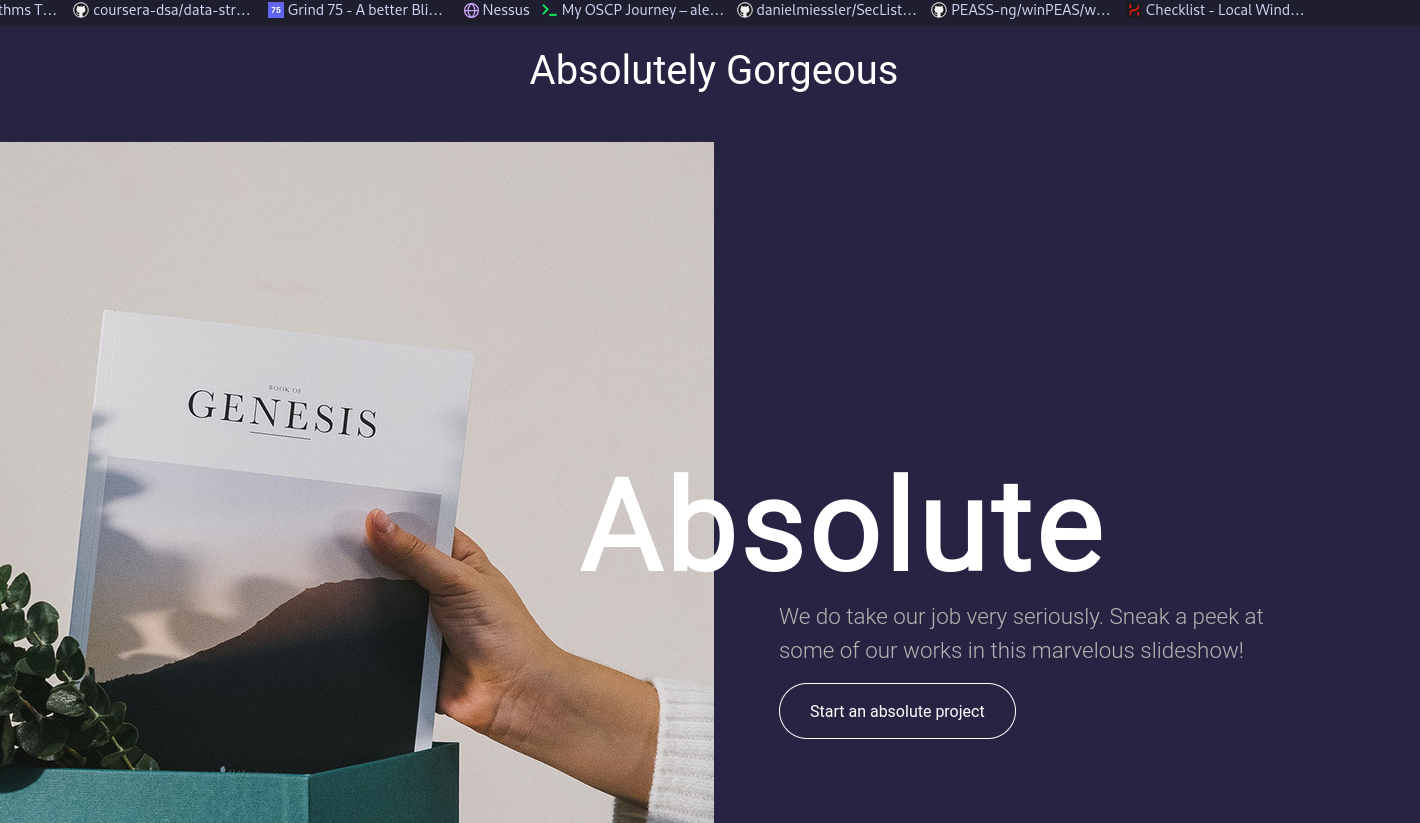 thms T...
coursera-dsa/data-str...
75
Grind 75 - A better Bli...
Nessus
My OSCP Journey – ale...
danielmiessler/SecList...
PEASS-ng/winPEAS/w...
Checklist - Local Wind...
Absolutely Gorgeous
BOOK OF
GENESIS
Absolute
We do take our job very seriously. Sneak a peek at
some of our works in this marvelous slideshow!
Start an absolute project